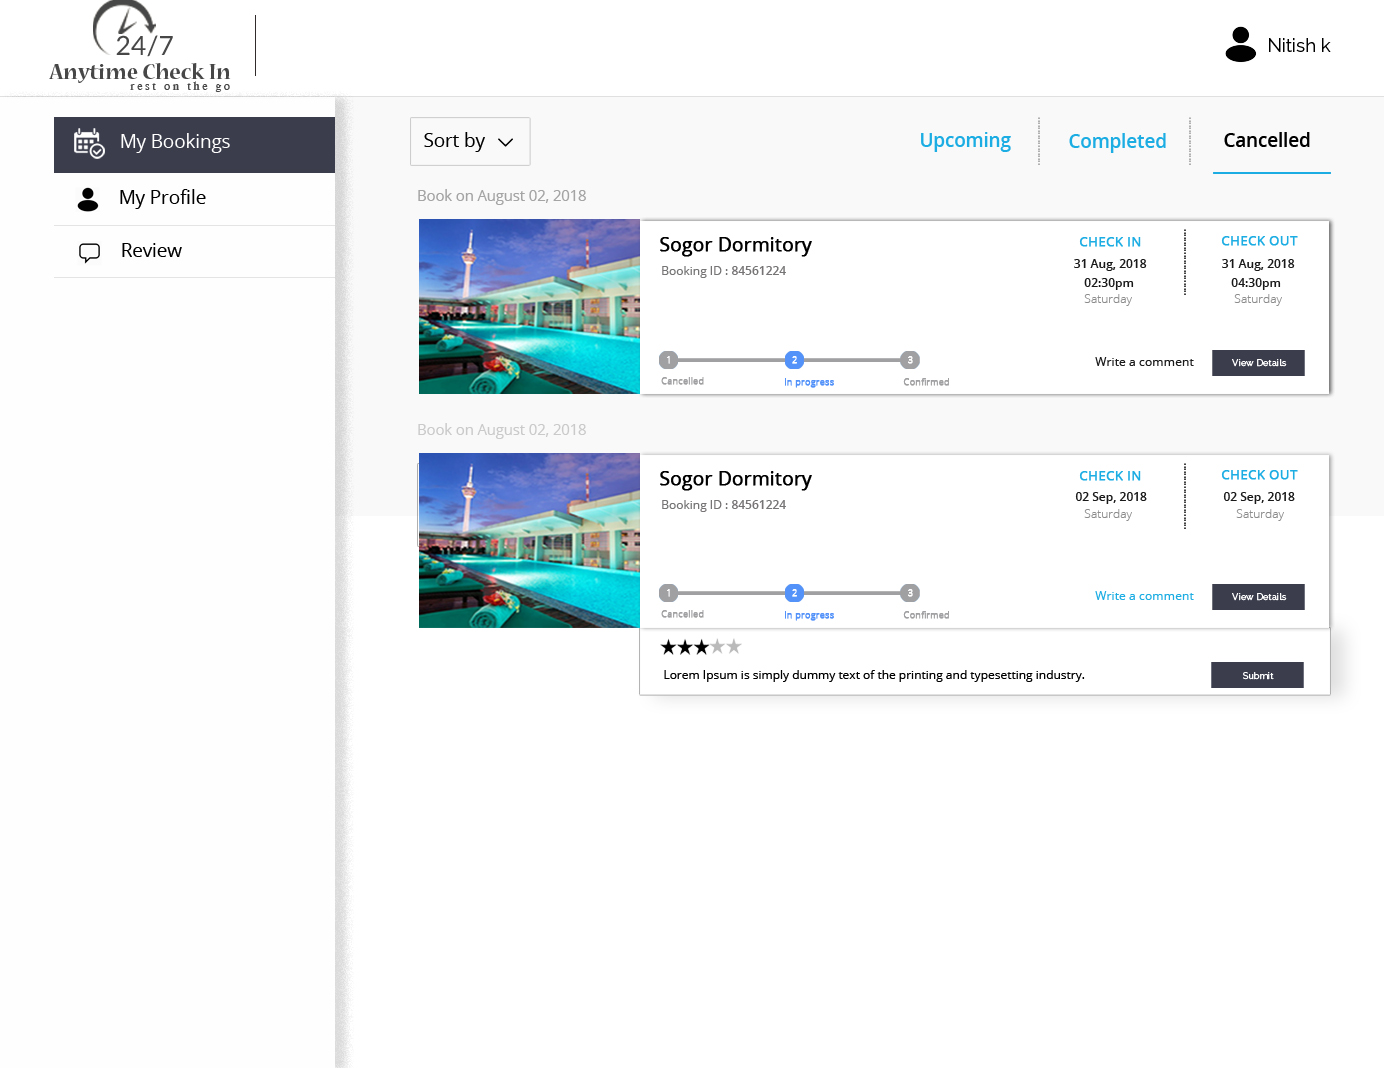 24/7
Anytime Check In
rest on the go
Nitish k
My Bookings
My Profile
Review
Sort by
Upcoming
Completed
Cancelled
Book on August 02, 2018
Sogor Dormitory
Booking ID : 84561224
CHECK IN
31 Aug, 2018
02:30pm
Saturday
CHECK OUT
31 Aug, 2018
04:30pm
Saturday
1
2
3
Cancelled
In progress
Confirmed
Write a comment
View Details
Book on August 02, 2018
Sogor Dormitory
Booking ID : 84561224
CHECK IN
02 Sep, 2018
Saturday
CHECK OUT
02 Sep, 2018
Saturday
1
2
3
Cancelled
In progress
Confirmed
Write a comment
View Details
Lorem Ipsum is simply dummy text of the printing and typesetting industry.
Submit